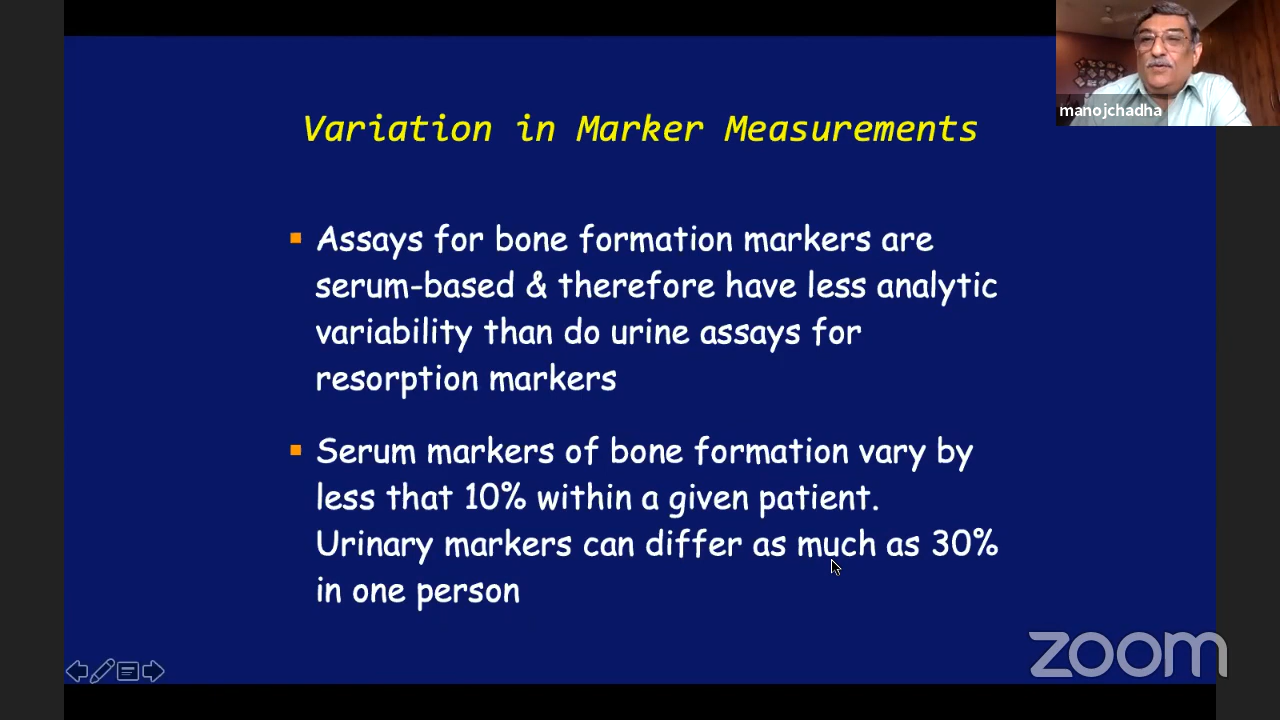 manojchadha
Variation in Marker Measurements
Assays for bone formation markers are
serum-based & therefore have less analytic
variability than do urine assays for
resorption markers
Serum markers of bone formation vary by
less that 10% within a given patient.
Urinary markers can differ as much as 30%
in one person
zoom